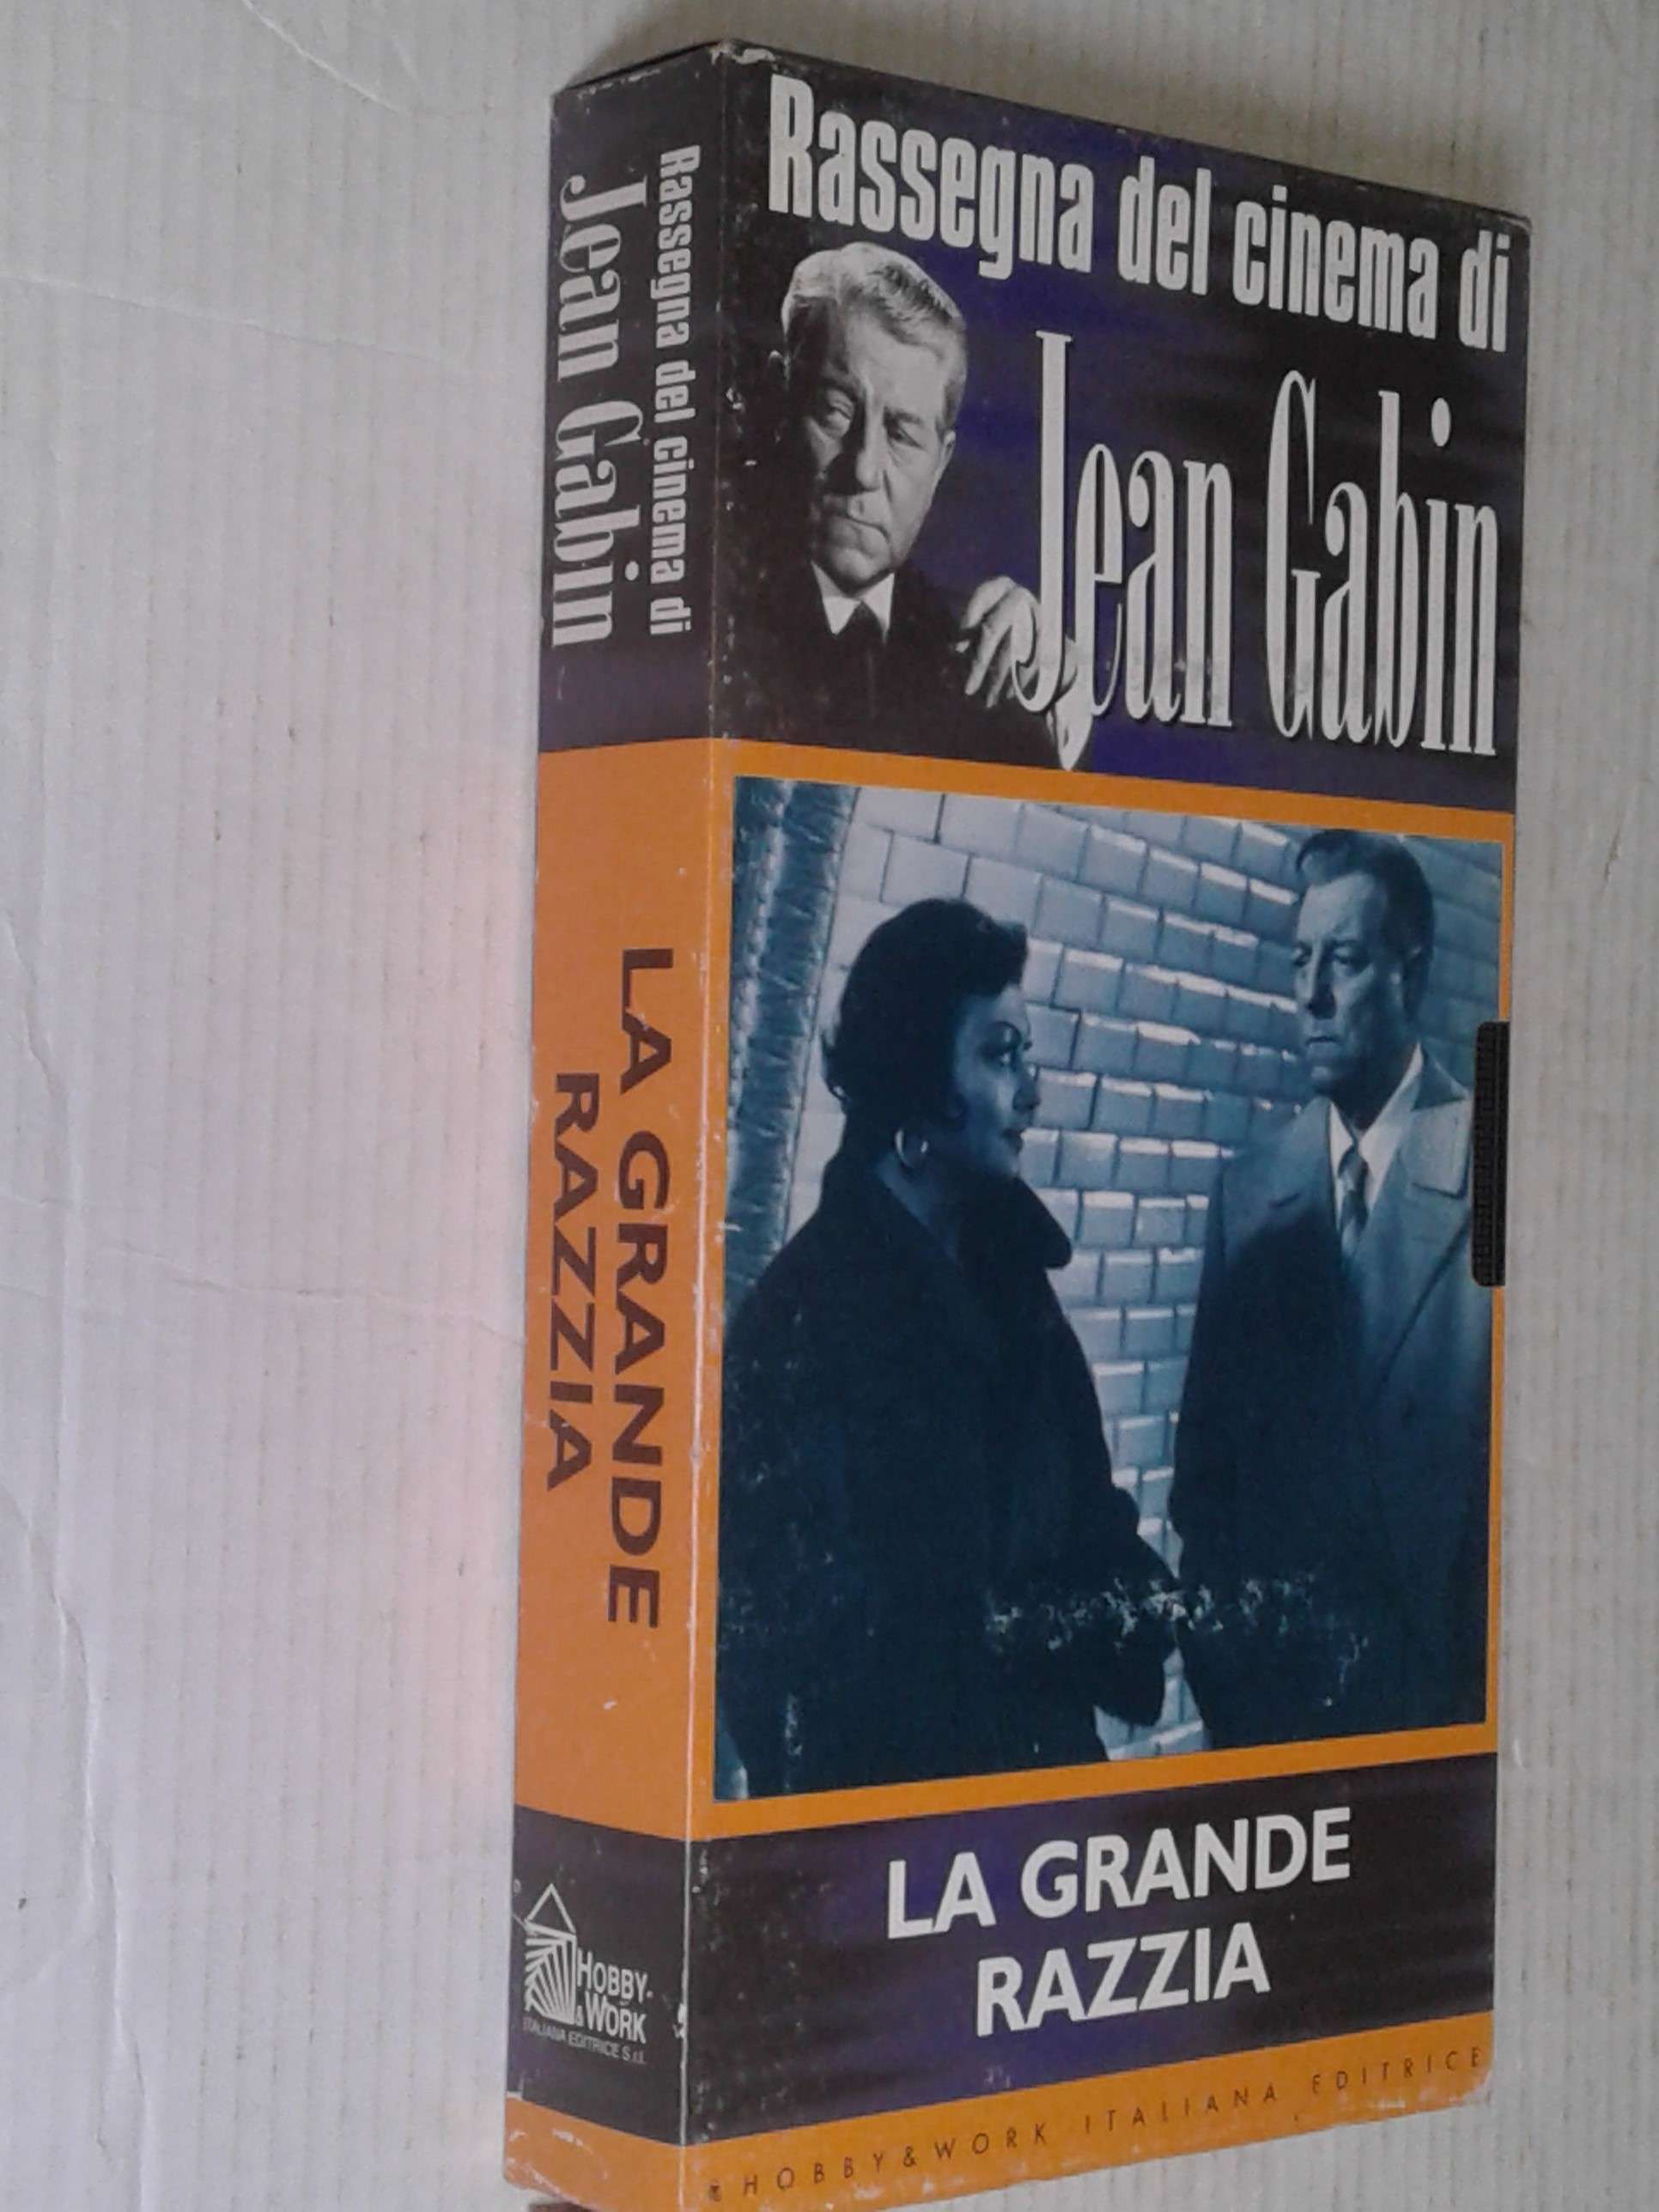 Rassegna del cinema di
Jean Gabin
LA GRANDE
RAZZIA
HOBBY & WORK ITALIANA EDITRICE
Rassegna del cinema di
Jean Gabin
LA GRANDE
RAZZIA
HOBBY
& WORK
ITALIANA EDITRICE S.r.l.